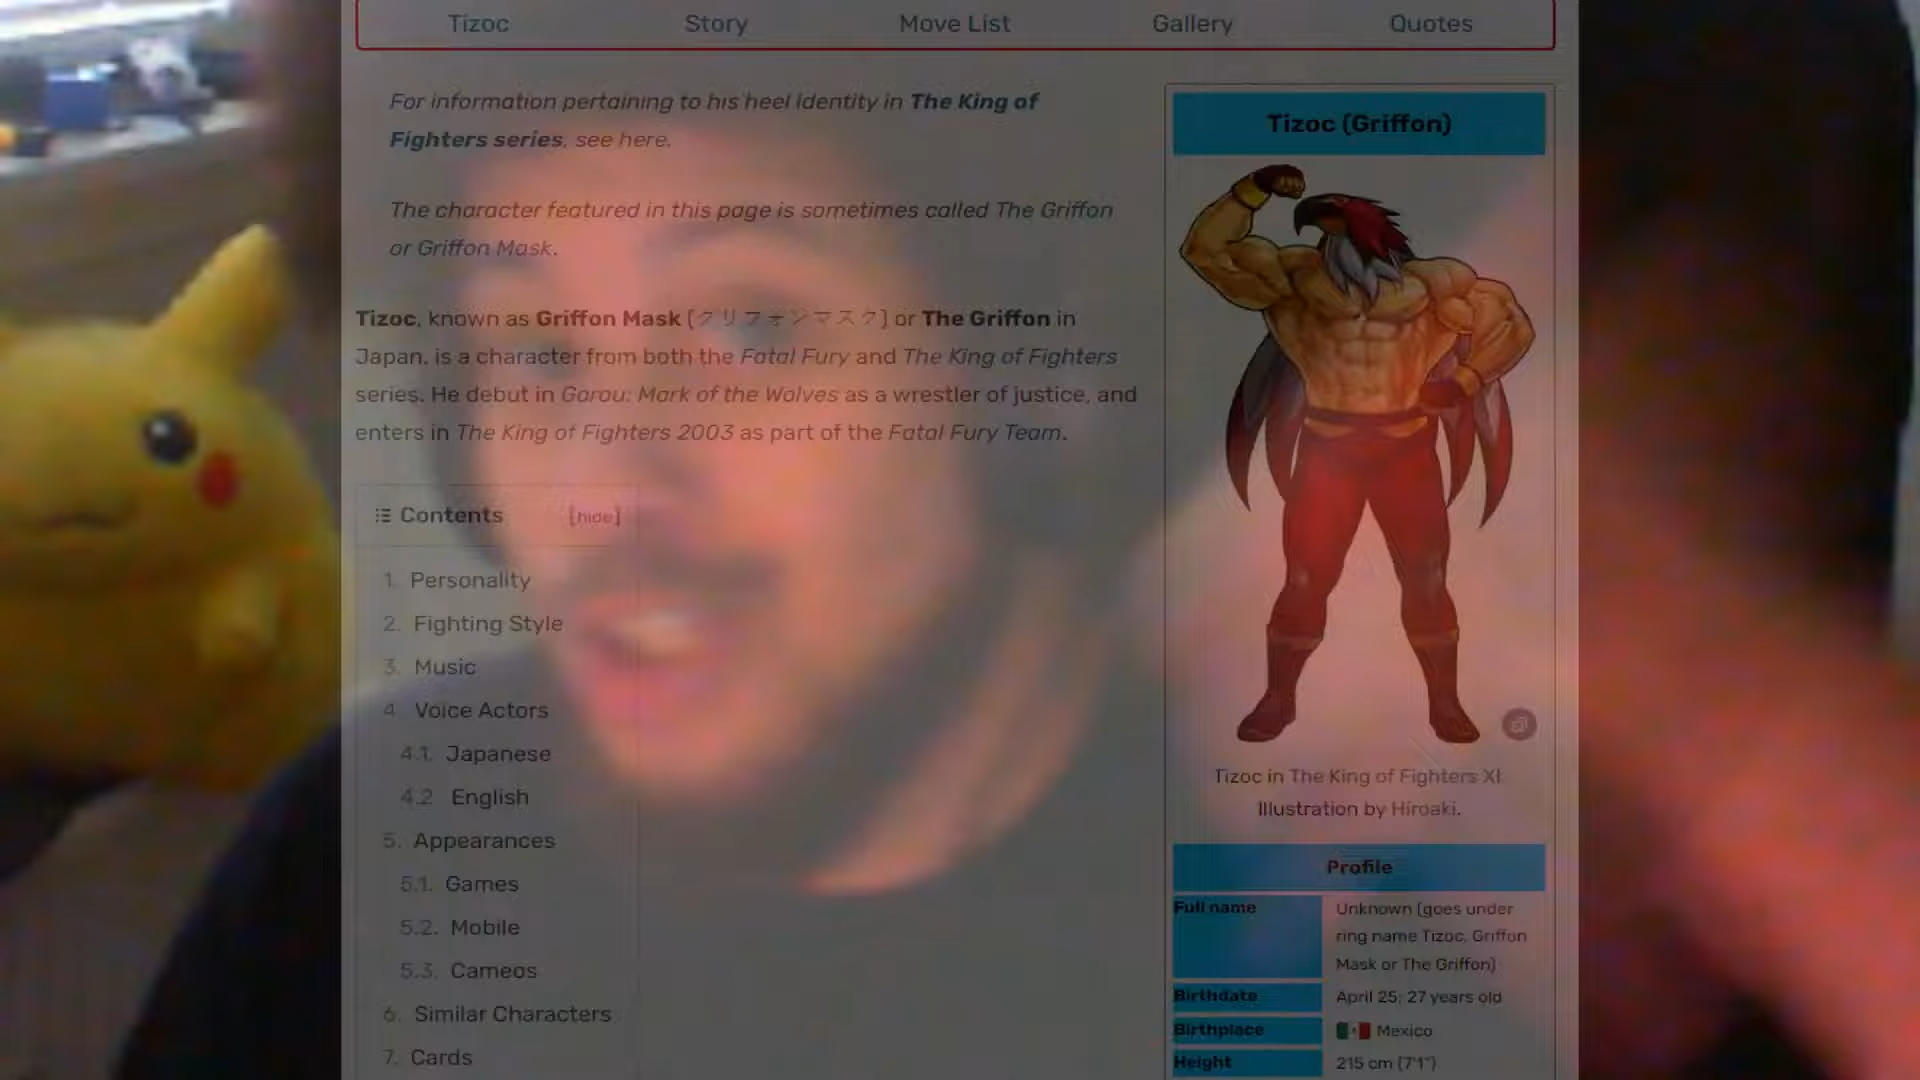 Tizoc Story Move List Gallery Quotes
For information pertaining to his heel identity in The King of
Fighters series, see here.
The character featured in this page is sometimes called The Griffon
or Griffon Mask.
Tizoc, known as Griffon Mask (グリフォンマスク) or The Griffon in
Japan, is a character from both the Fatal Fury and The King of Fighters
series. He debut in Garou: Mark of the Wolves as a wrestler of justice, and
enters in The King of Fighters 2003 as part of the Fatal Fury Team.
Contents [hide]
1. Personality
2. Fighting Style
3. Music
4 Voice Actors
4.1. Japanese
4.2 English
5. Appearances
5.1. Games
5.2. Mobile
5.3. Cameos
6. Similar Characters
7. Cards
Tizoc (Griffon)
Tizoc in The King of Fighters XI.
Illustration by Hiroaki.
Profile
Full name Unknown (goes under
ring name Tizoc, Griffon
Mask or The Griffon)
Birthdate April 25; 27 years old
Birthplace Mexico
Height 215 cm (7'1")